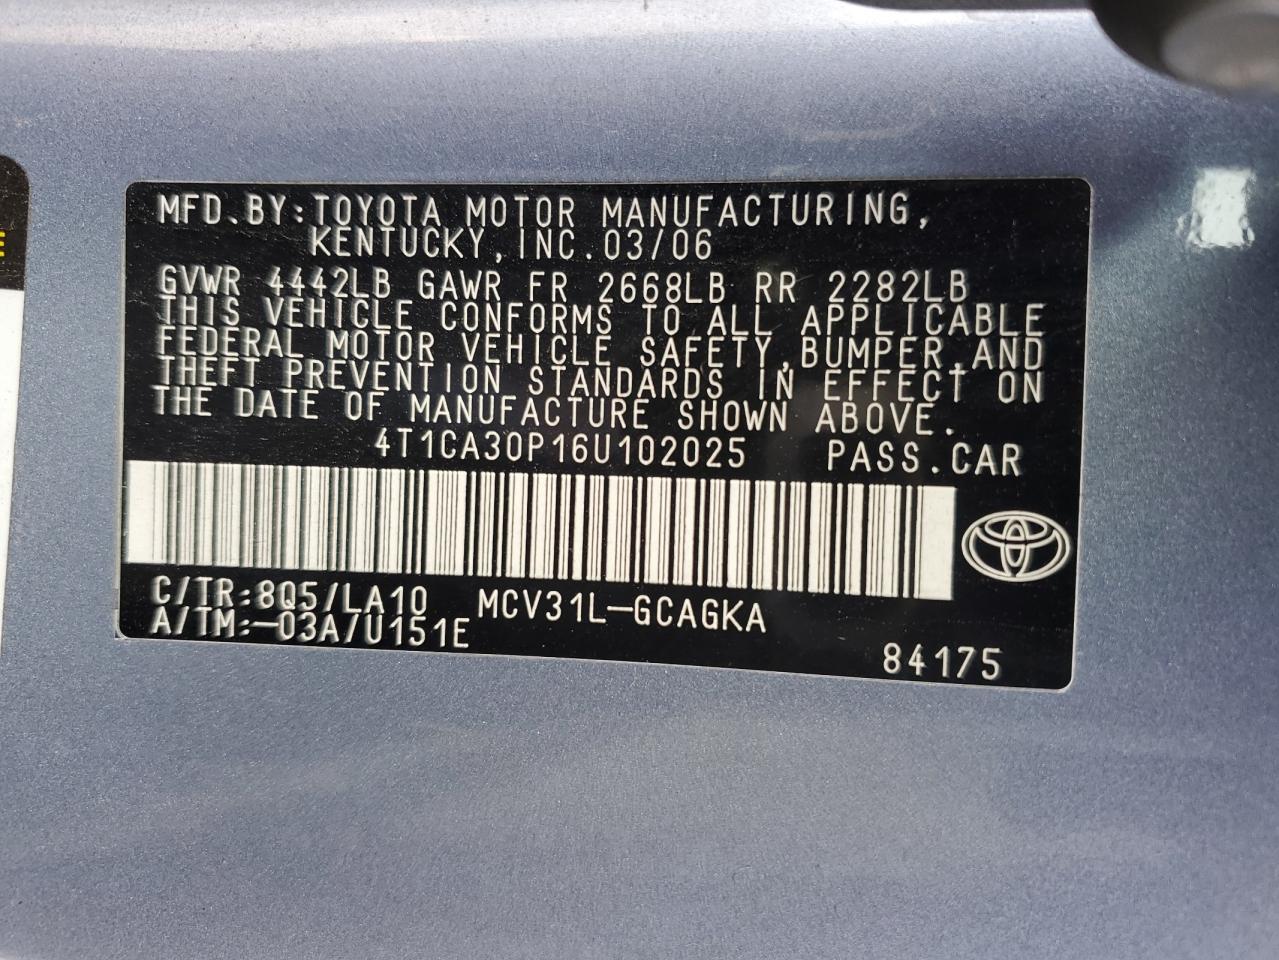 MFD.BY:TOYOTA MOTOR MANUFACTURING,
KENTUCKY,INC.03/06
GVWR 4442LB GAWR FR 2668LB RR 2282LB
THIS VEHICLE CONFORMS TO ALL APPLICABLE
FEDERAL MOTOR VEHICLE SAFETY,BUMPER,AND
THEFT PREVENTION STANDARDS IN EFFECT ON
THE DATE OF MANUFACTURE SHOWN ABOVE.
4T1CA30P16U102025 PASS.CAR
C/TR:8Q5/LA10 MCV31L-GCAGKA
A/TM:-03A/U151E
84175